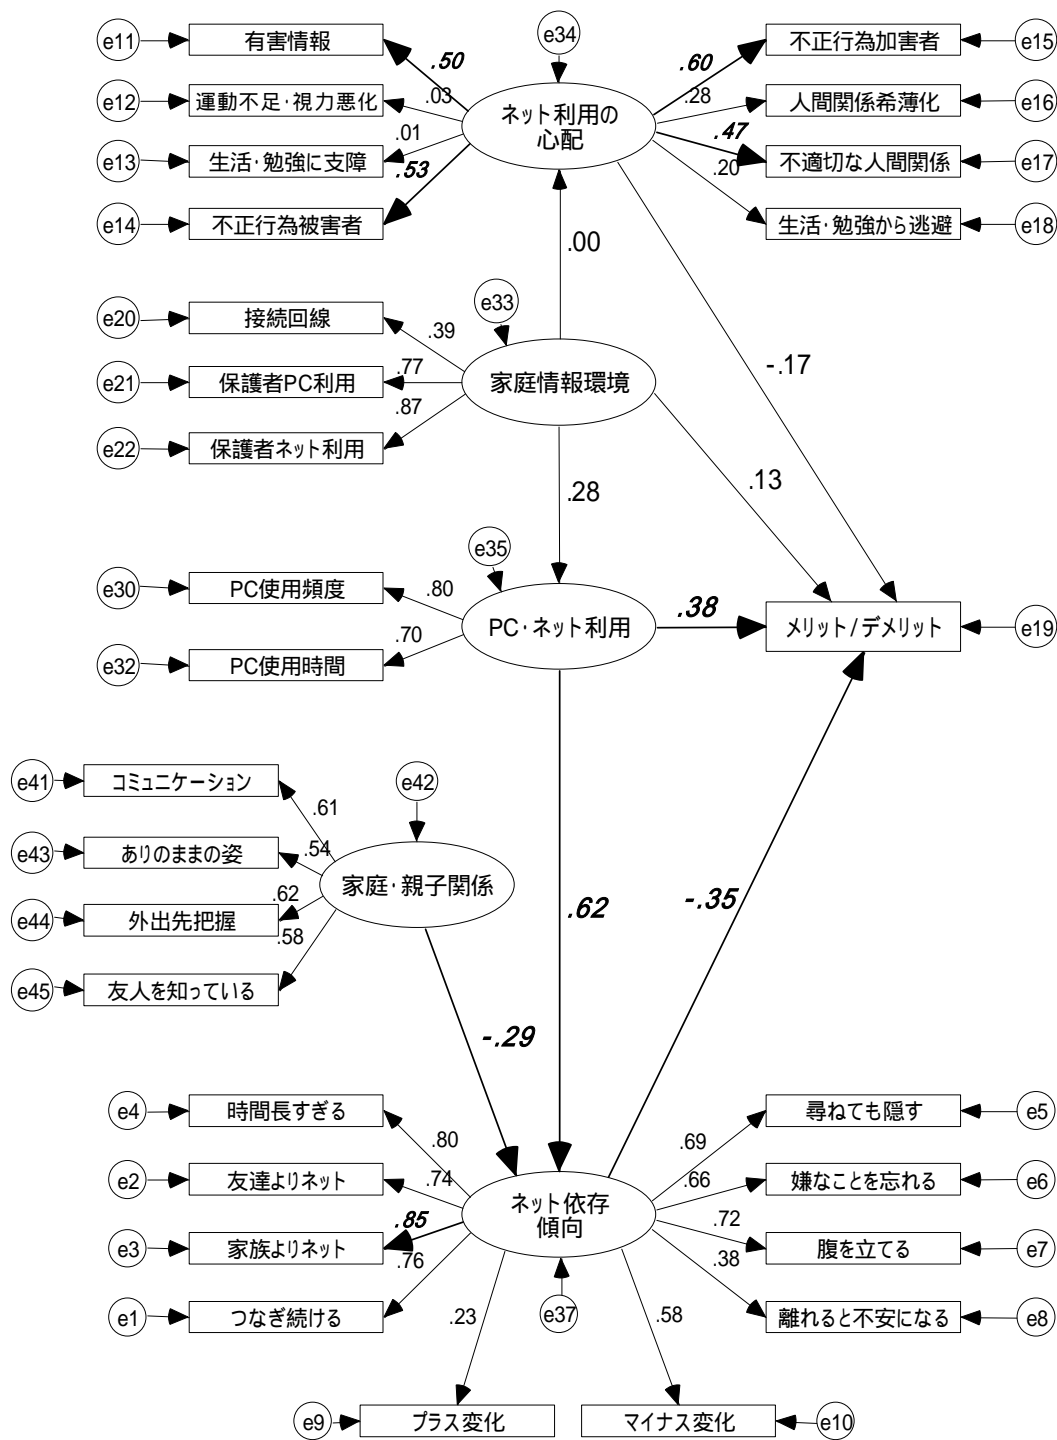 e11
有害情報
e34
不正行為加害者
e15
.50
.60
e12
運動不足・視力悪化
.03
ネット利用の
心配
.28
人間関係希薄化
e16
e13
生活・勉強に支障
.01
.47
不適切な人間関係
e17
.53
.20
e14
不正行為被害者
生活・勉強から逃避
e18
.00
e20
接続回線
e33
.39
e21
保護者PC利用
.77
家庭情報環境
-.17
.87
e22
保護者ネット利用
.13
.28
e35
e30
PC使用頻度
.80
PC・ネット利用
.38
メリット/デメリット
e19
.70
e32
PC使用時間
e41
コミュニケーション
e42
.61
e43
ありのままの姿
.54
家庭・親子関係
.62
e44
外出先把握
.62
-.35
.58
e45
友人を知っている
-.29
e4
時間長すぎる
尋ねても隠す
e5
.80
.69
e2
友達よりネット
.74
ネット依存
傾向
.66
嫌なことを忘れる
e6
.85
.72
e3
家族よりネット
.76
腹を立てる
e7
.38
e1
つなぎ続ける
.23
e37
.58
離れると不安になる
e8
e9
プラス変化
マイナス変化
e10